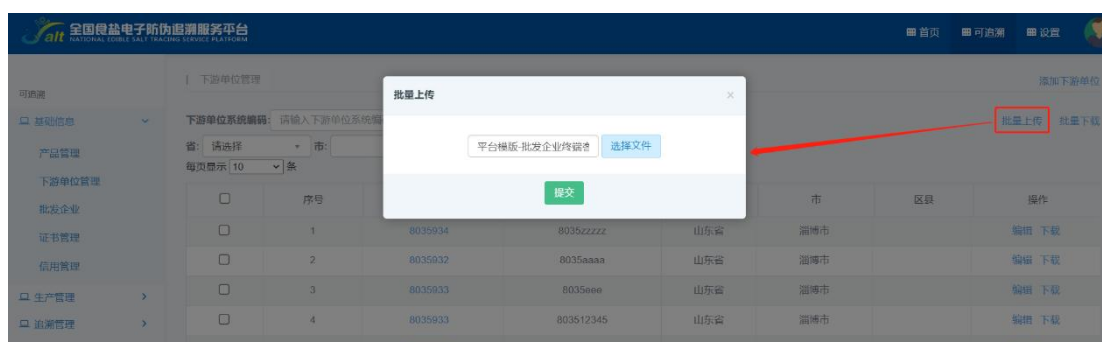 alt 全国食盐电子防伪追溯服务平台
NATIONAL EDIBLE SALT TRACING SERVICE PLATFORM
首页 可追溯 设置
可追溯
下游单位管理
添加下游单位
批量上传 ×
基础信息
下游单位系统编码: 请输入下游单位系统编
批量上传 批量下载
平台模版-批发企业终端 选择文件
产品管理
省: 请选择 市:
每页显示 10 条
下游单位管理
提交
序号 市 区县 操作
批发企业
1 8035934 8035zzzzz 山东省 淄博市 编辑 下载
证书管理
2 8035932 8035aaaa 山东省 淄博市 编辑 下载
信用管理
3 8035933 8035eee 山东省 淄博市 编辑 下载
生产管理
4 8035933 803512345 山东省 淄博市 编辑 下载
追溯管理